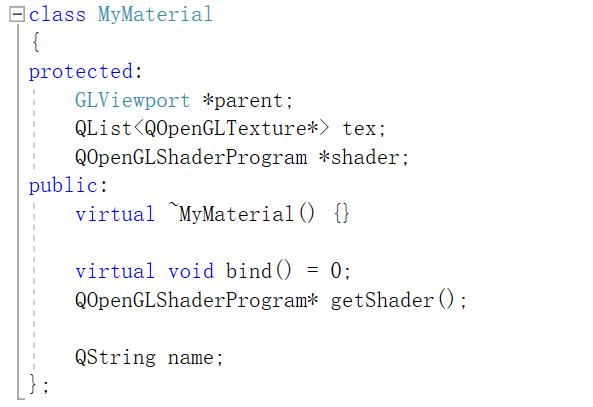 class MyMaterial
{
protected:
    GLViewport *parent;
    QList<QOpenGLTexture*> tex;
    QOpenGLShaderProgram *shader;
public:
    virtual ~MyMaterial() {}

    virtual void bind() = 0;
    QOpenGLShaderProgram* getShader();

    QString name;
};